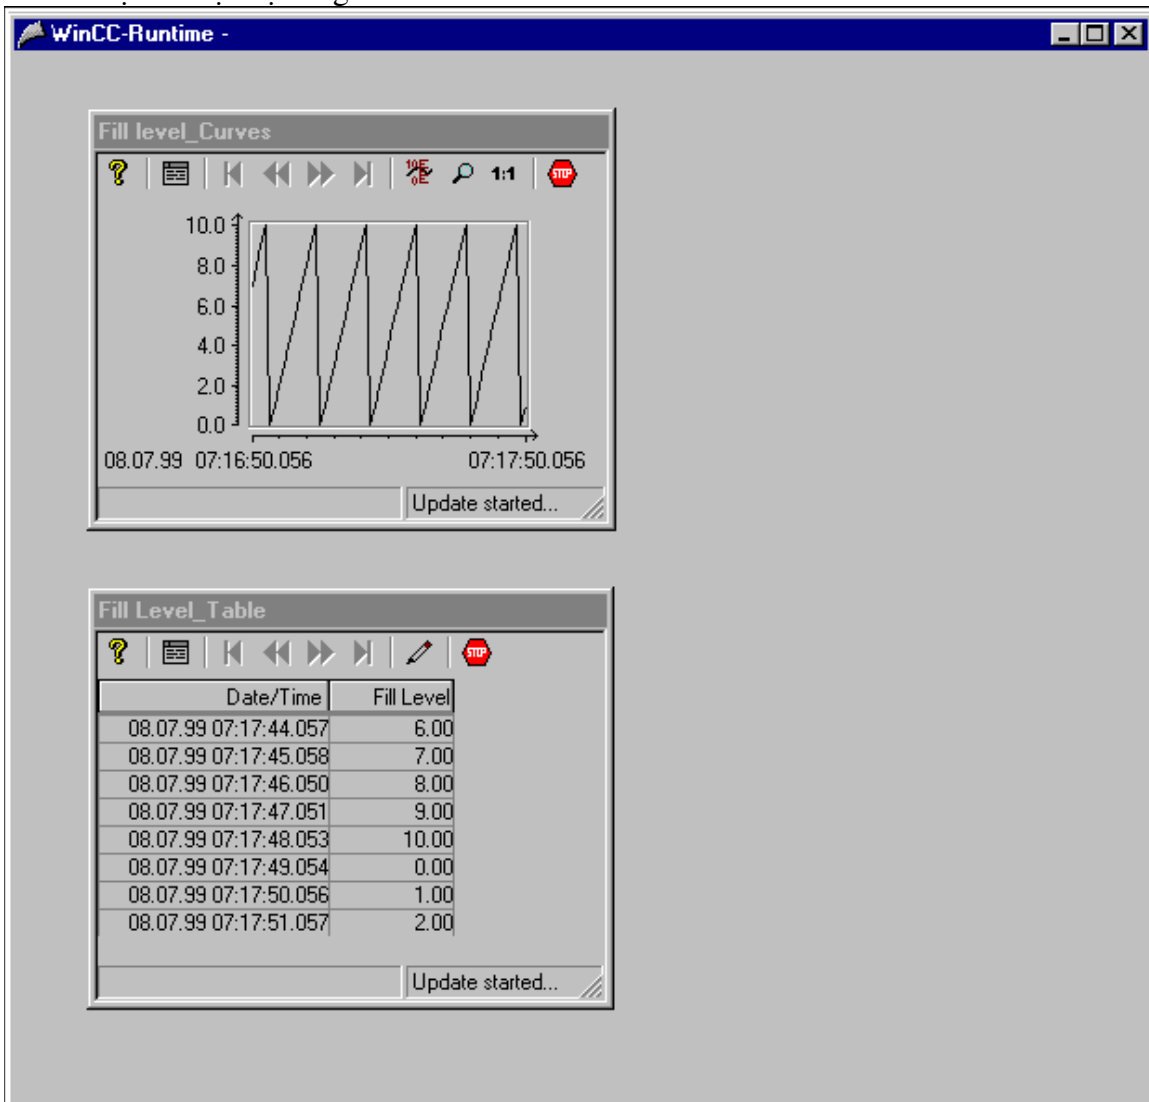 WinCC-Runtime -
Fill level_Curves
1:1 STOP
10.0
8.0
6.0
4.0
2.0
0.0
08.07.99 07:16:50.056 07:17:50.056
Update started...
Fill Level_Table
STOP
Date/Time Fill Level
08.07.99 07:17:44.057 6.00
08.07.99 07:17:45.058 7.00
08.07.99 07:17:46.050 8.00
08.07.99 07:17:47.051 9.00
08.07.99 07:17:48.053 10.00
08.07.99 07:17:49.054 0.00
08.07.99 07:17:50.056 1.00
08.07.99 07:17:51.057 2.00
Update started...